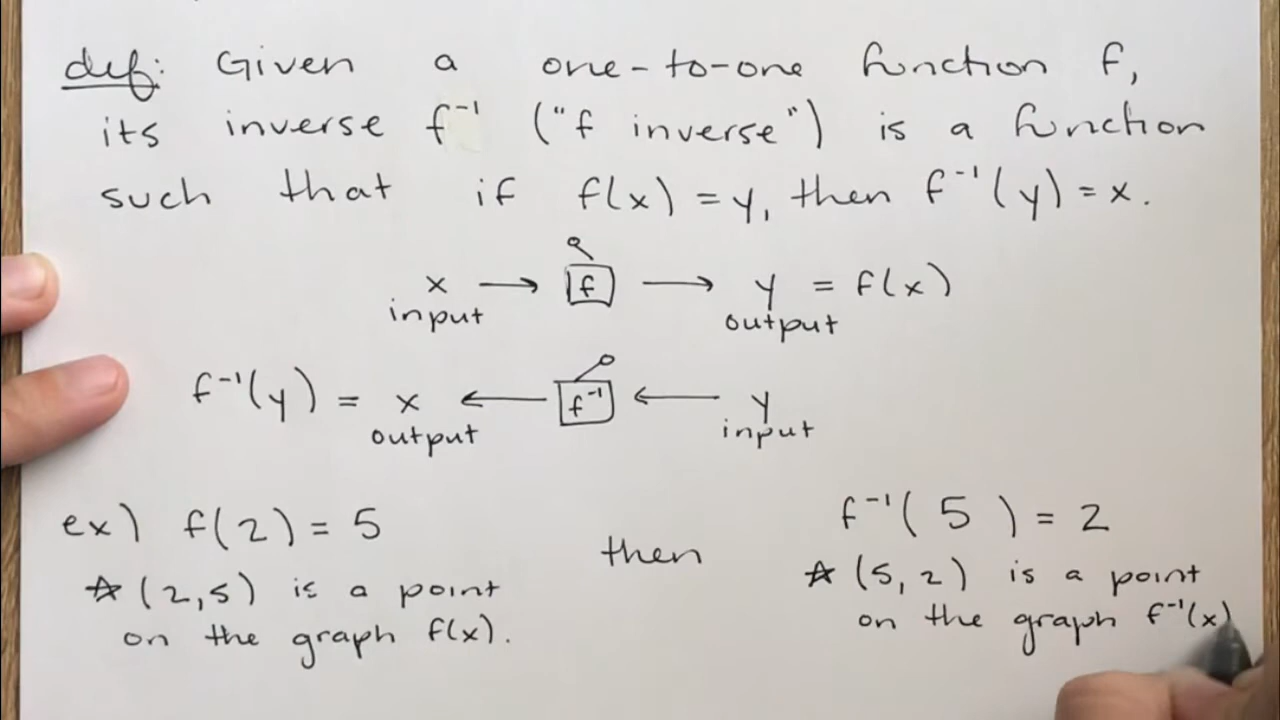 def: Given a one-to-one function f,
its inverse f⁻¹ ("f inverse") is a function
such that if f(x) = y, then f⁻¹(y) = x.
x → f → y = f(x)
input output
f⁻¹(y) = x ← f⁻¹ ← y
output input
ex) f(2) = 5 then f⁻¹( 5 ) = 2
☆ (2,5) is a point ☆ (5,2) is a point
on the graph f(x). on the graph f⁻¹(x)